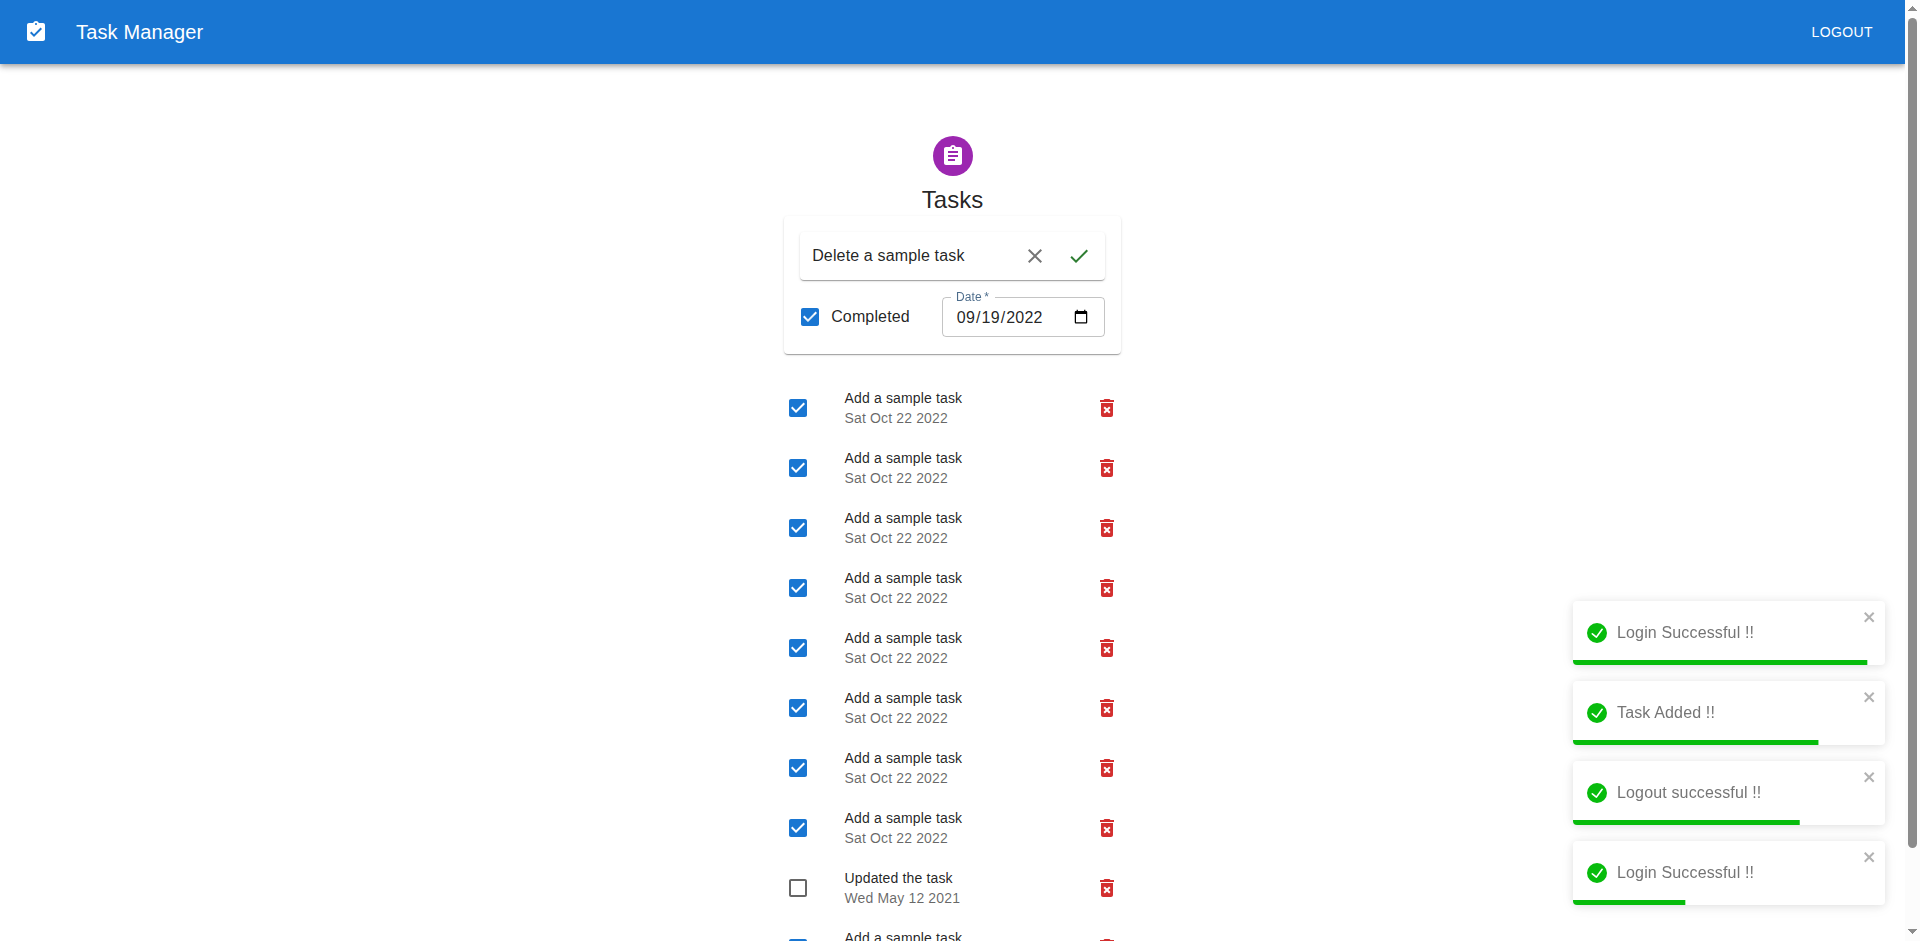 Task Manager
LOGOUT
Tasks
Delete a sample task
Completed
Date *
09/19/2022
Add a sample task
Sat Oct 22 2022
Add a sample task
Sat Oct 22 2022
Add a sample task
Sat Oct 22 2022
Add a sample task
Sat Oct 22 2022
Add a sample task
Sat Oct 22 2022
Add a sample task
Sat Oct 22 2022
Add a sample task
Sat Oct 22 2022
Add a sample task
Sat Oct 22 2022
Updated the task
Wed May 12 2021
Add a sample task
Login Successful !!
Task Added !!
Logout successful !!
Login Successful !!